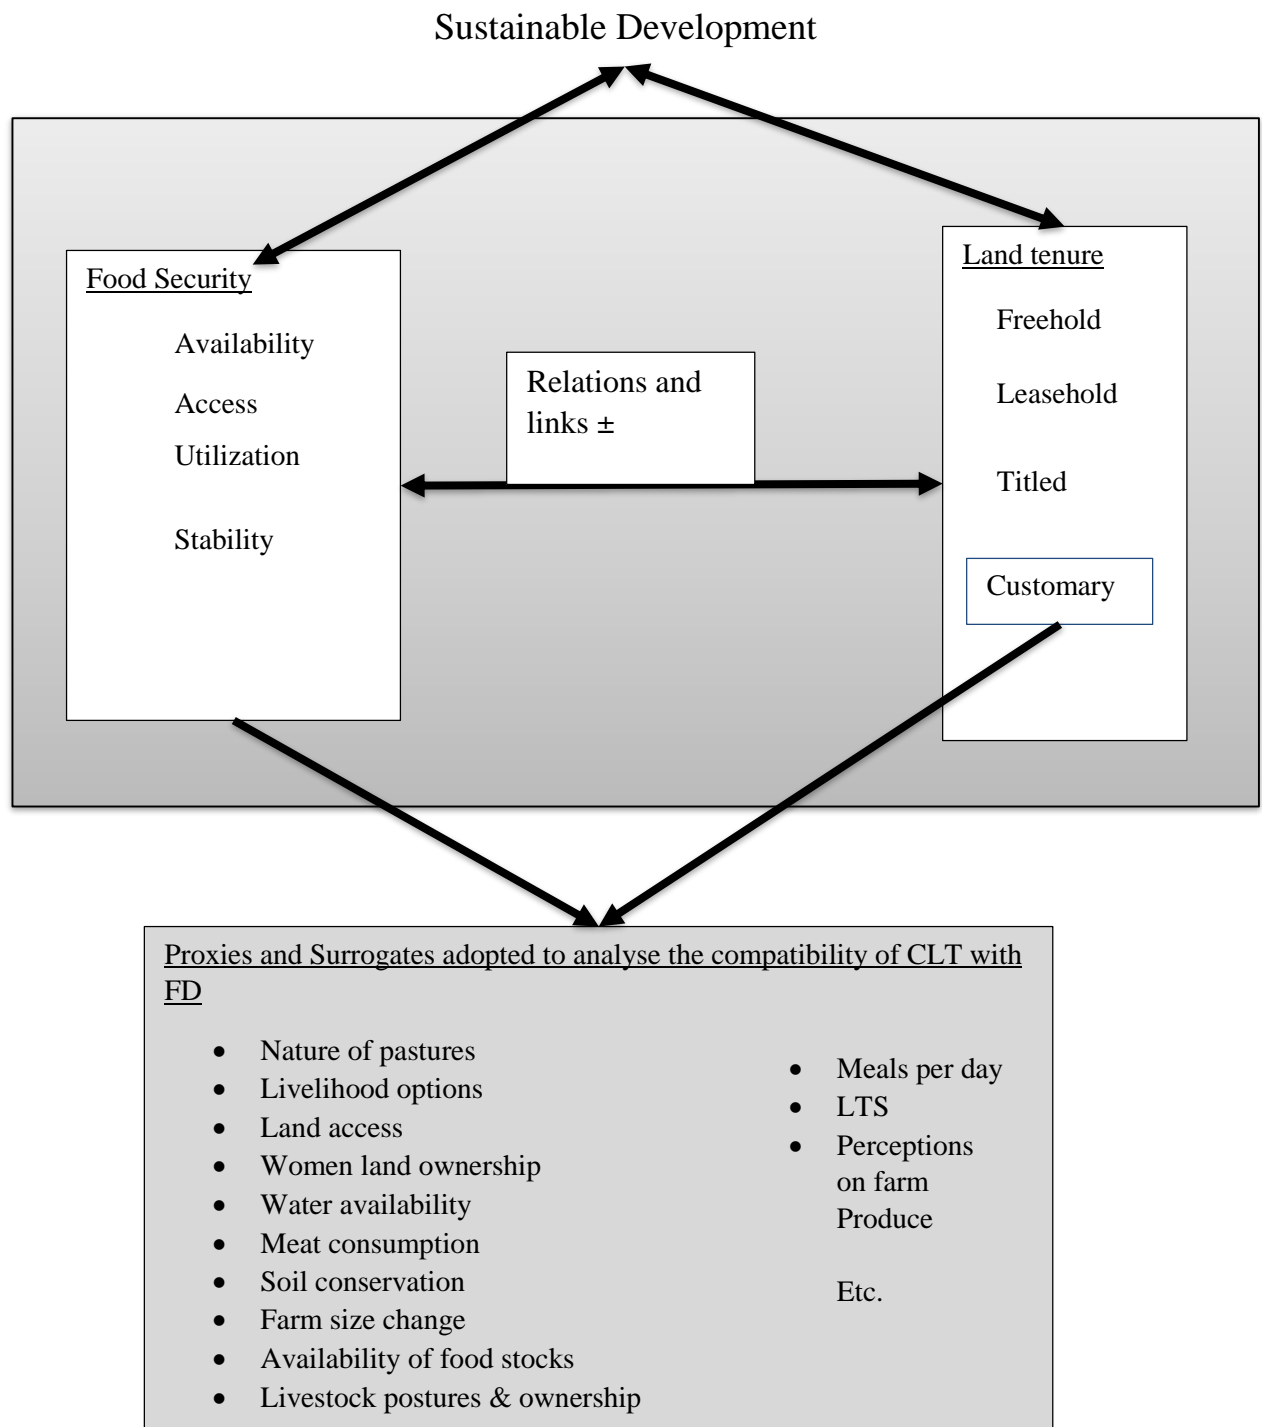 Sustainable Development
Food Security
Availability
Access
Utilization
Stability
Relations and
links ±
Land tenure
Freehold
Leasehold
Titled
Customary
Proxies and Surrogates adopted to analyse the compatibility of CLT with
FD
• Nature of pastures
• Livelihood options
• Land access
• Women land ownership
• Water availability
• Meat consumption
• Soil conservation
• Farm size change
• Availability of food stocks
• Livestock postures & ownership
• Meals per day
• LTS
• Perceptions
on farm
Produce
Etc.